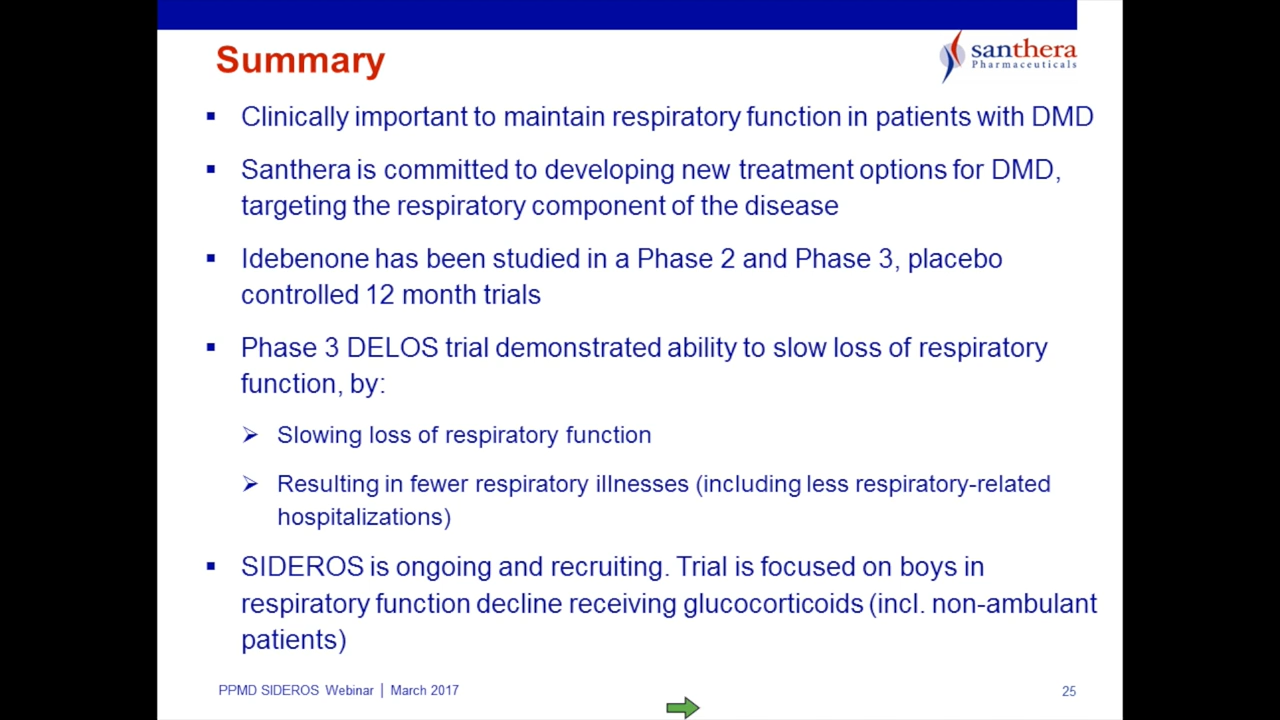 Summary
santhera
Pharmaceuticals
▪ Clinically important to maintain respiratory function in patients with DMD
▪ Santhera is committed to developing new treatment options for DMD,
targeting the respiratory component of the disease
▪ Idebenone has been studied in a Phase 2 and Phase 3, placebo
controlled 12 month trials
▪ Phase 3 DELOS trial demonstrated ability to slow loss of respiratory
function, by:
➢ Slowing loss of respiratory function
➢ Resulting in fewer respiratory illnesses (including less respiratory-related
hospitalizations)
▪ SIDEROS is ongoing and recruiting. Trial is focused on boys in
respiratory function decline receiving glucocorticoids (incl. non-ambulant
patients)
PPMD SIDEROS Webinar | March 2017
25